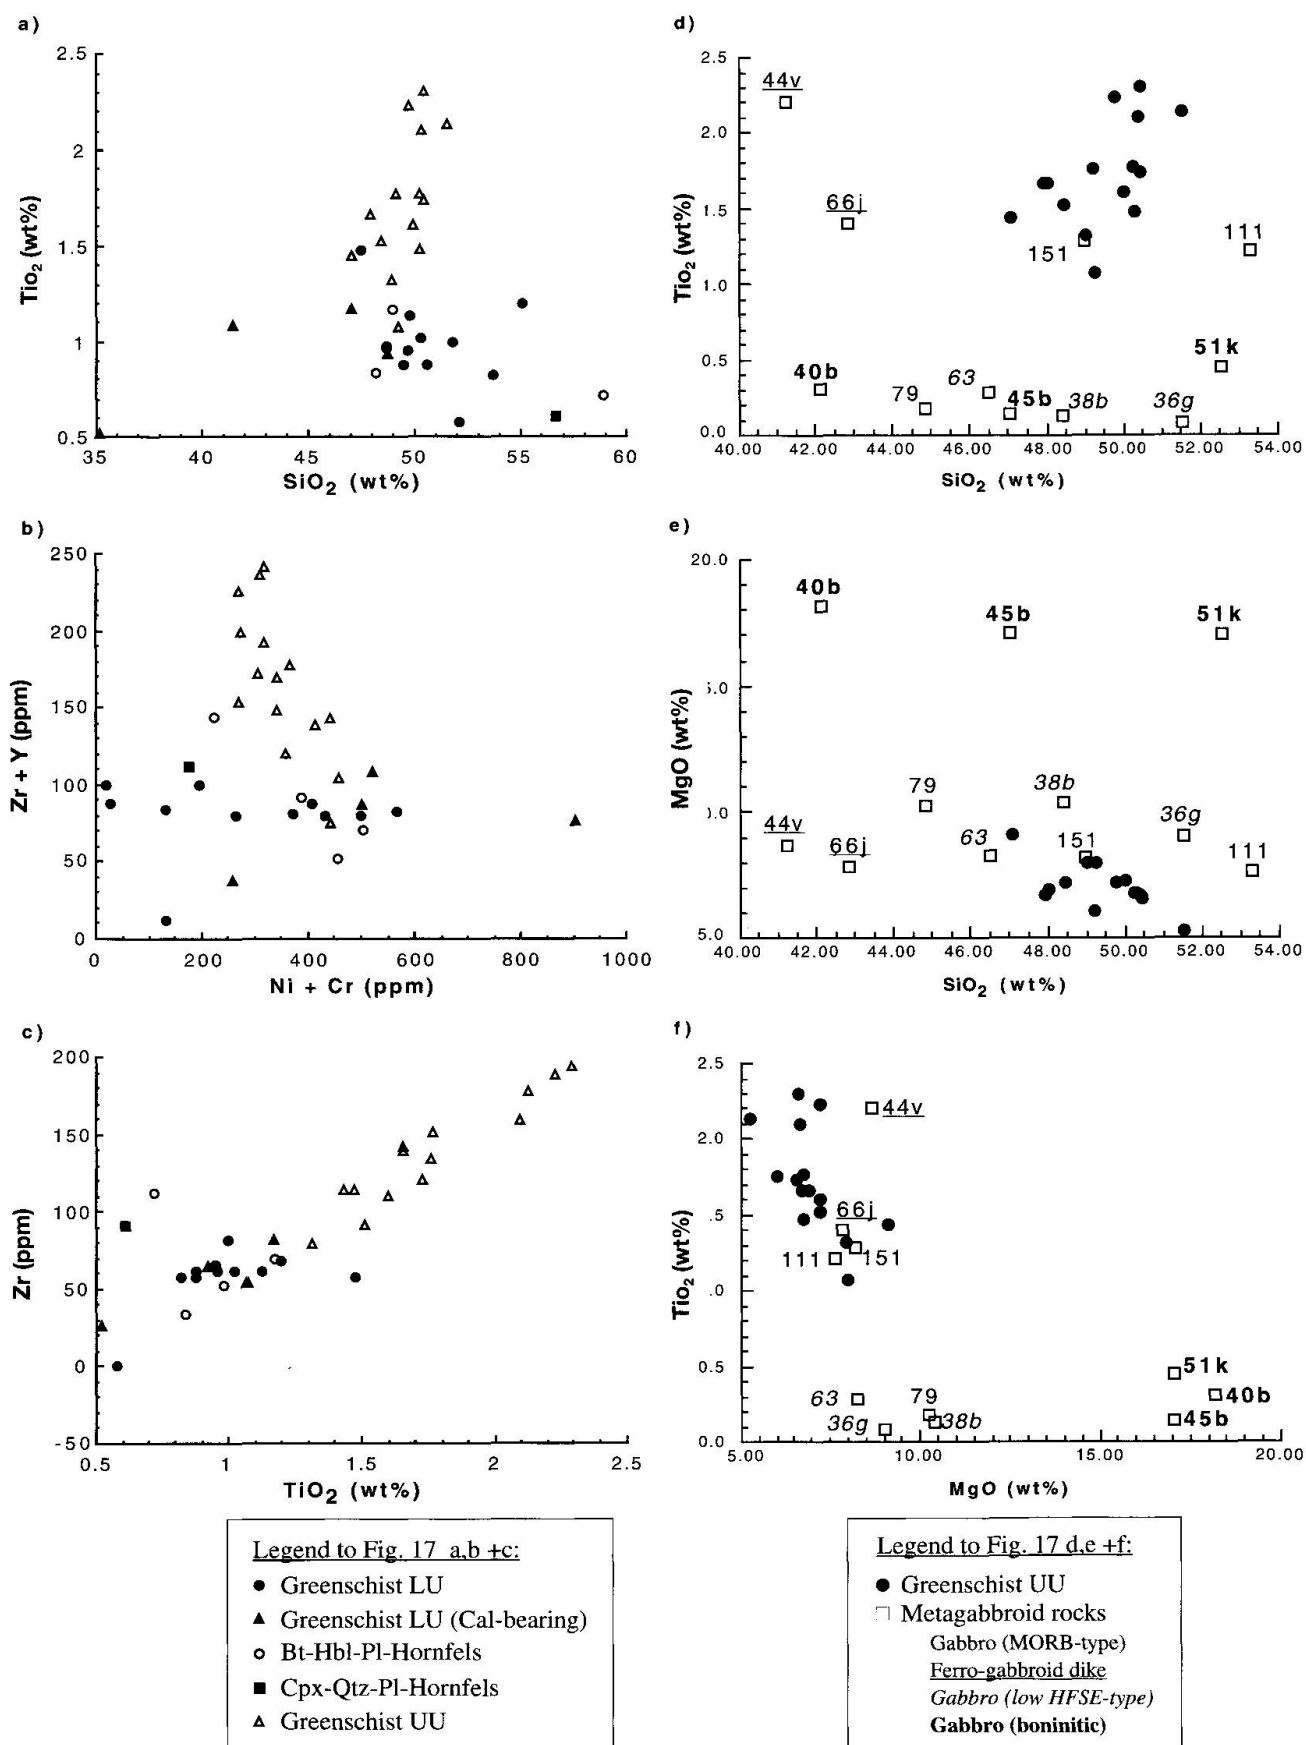 a)
2.5
2
1.5
1
0.5
Tio2 (wt%)
35 40 45 50 55 60
SiO2 (wt%)
b)
250
200
150
100
50
0
Zr + Y (ppm)
0 200 400 600 800 1000
Ni + Cr (ppm)
c)
200
150
100
50
0
-50
Zr (ppm)
0.5 1 1.5 2 2.5
TiO2 (wt%)
Legend to Fig. 17 a,b +c:
Greenschist LU
Greenschist LU (Cal-bearing)
Bt-Hbl-Pl-Hornfels
Cpx-Qtz-Pl-Hornfels
Greenschist UU
d)
2.5
2.0
1.5
1.0
0.5
0.0
Tio2 (wt%)
44v
66j
151
111
51k
40b
79
63
45b
38b
36g
40.00 42.00 44.00 46.00 48.00 50.00 52.00 54.00
SiO2 (wt%)
e)
20.0
5.0
0.0
5.0
MgO (wt%)
40b
45b
51k
79
38b
44v
66j
63
151
36g
111
40.00 42.00 44.00 46.00 48.00 50.00 52.00 54.00
SiO2 (wt%)
f)
2.5
2.0
.5
.0
0.5
0.0
Tio2 (wt%)
44v
66j
111
151
51k
40b
45b
63
79
36g
38b
5.00 10.00 15.00 20.00
MgO (wt%)
Legend to Fig. 17 d,e +f:
Greenschist UU
Metagabbroid rocks
Gabbro (MORB-type)
Ferro-gabbroid dike
Gabbro (low HFSE-type)
Gabbro (boninitic)